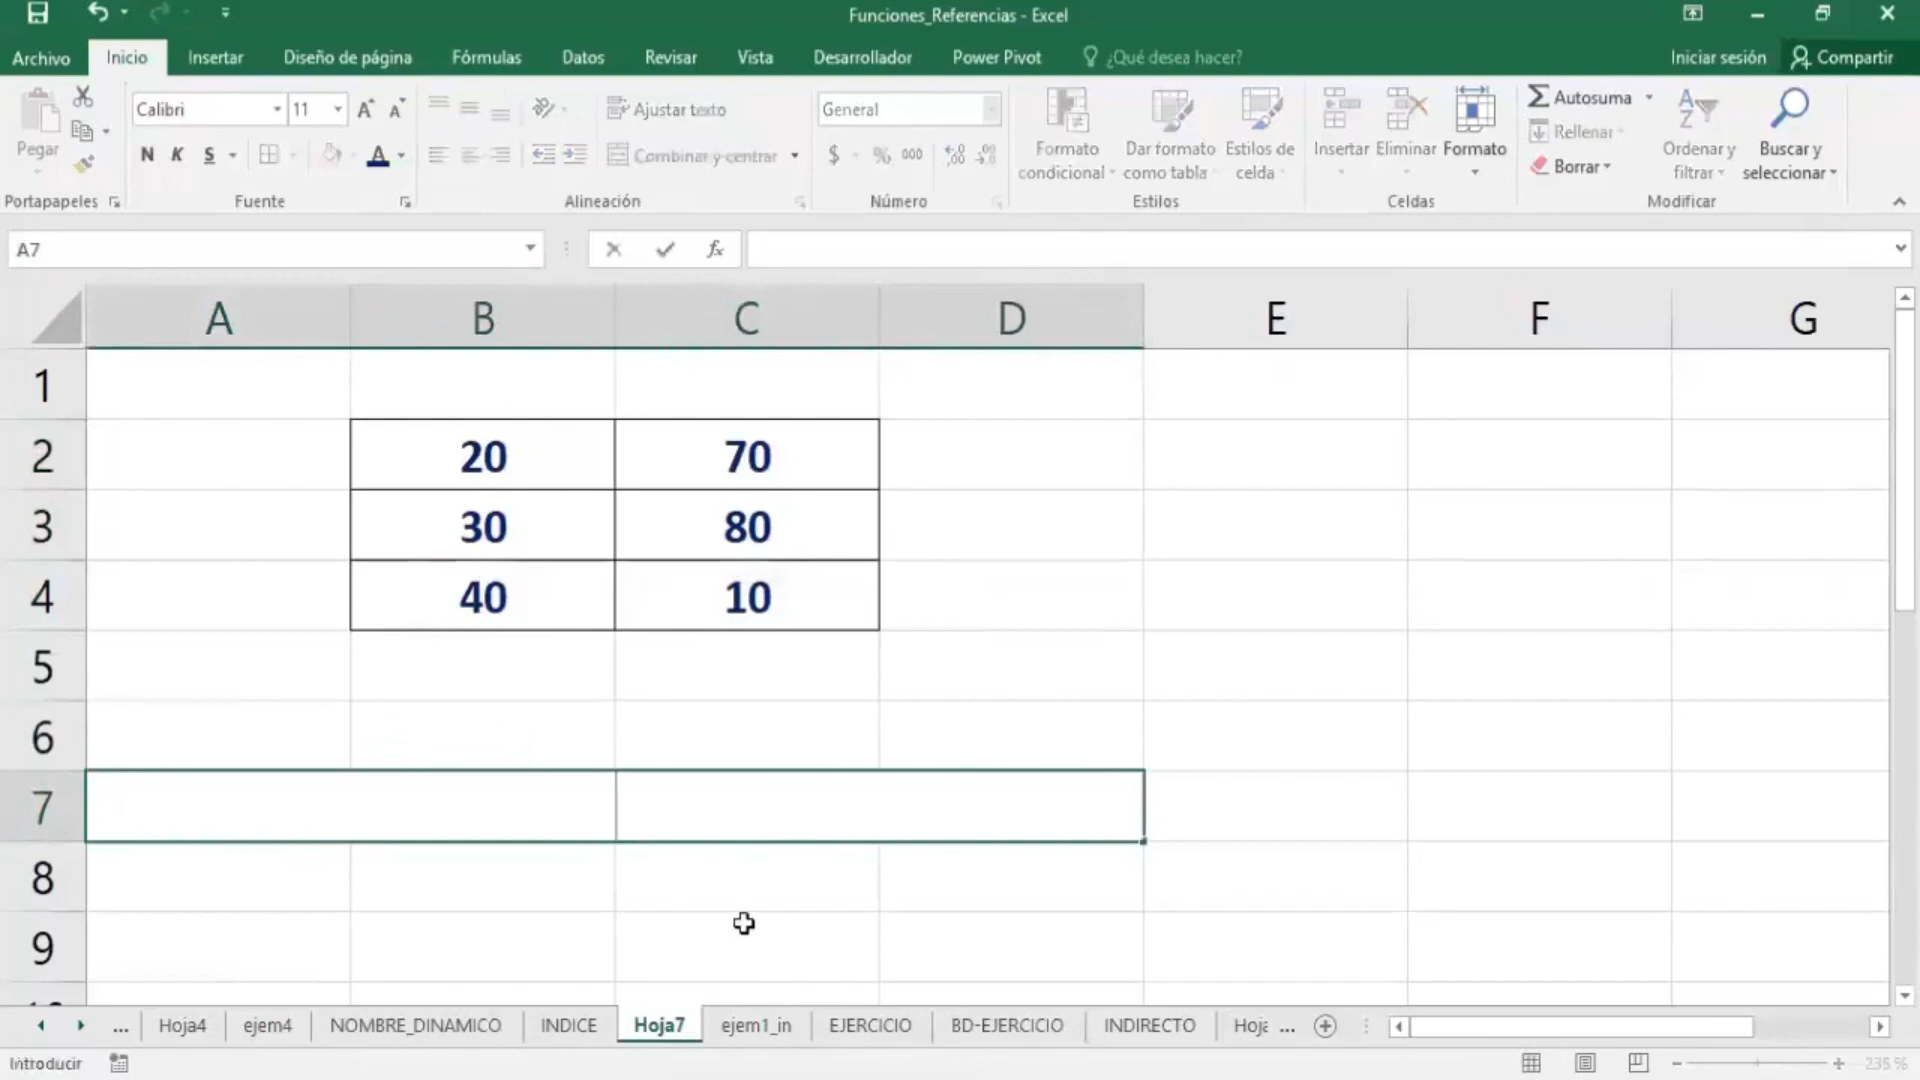 Funciones_Referencias - Excel
Archivo Inicio Insertar Diseño de página Fórmulas Datos Revisar Vista Desarrollador Power Pivot ¿Qué desea hacer? Iniciar sesión Compartir
Calibri 11 Ajustar texto General Autosuma
Pegar N K S A Combinar y centrar $ % 000 Formato condicional Dar formato como tabla Estilos de celda Insertar Eliminar Formato Rellenar Borrar Ordenar y filtrar Buscar y seleccionar
Portapapeles Fuente Alineación Número Estilos Celdas Modificar
A7 fx
A B C D E F G
1
2 20 70
3 30 80
4 40 10
5
6
7
8
9
... Hoja4 ejem4 NOMBRE_DINAMICO INDICE Hoja7 ejem1_in EJERCICIO BD-EJERCICIO INDIRECTO Hoja ...
Introducir 235 %